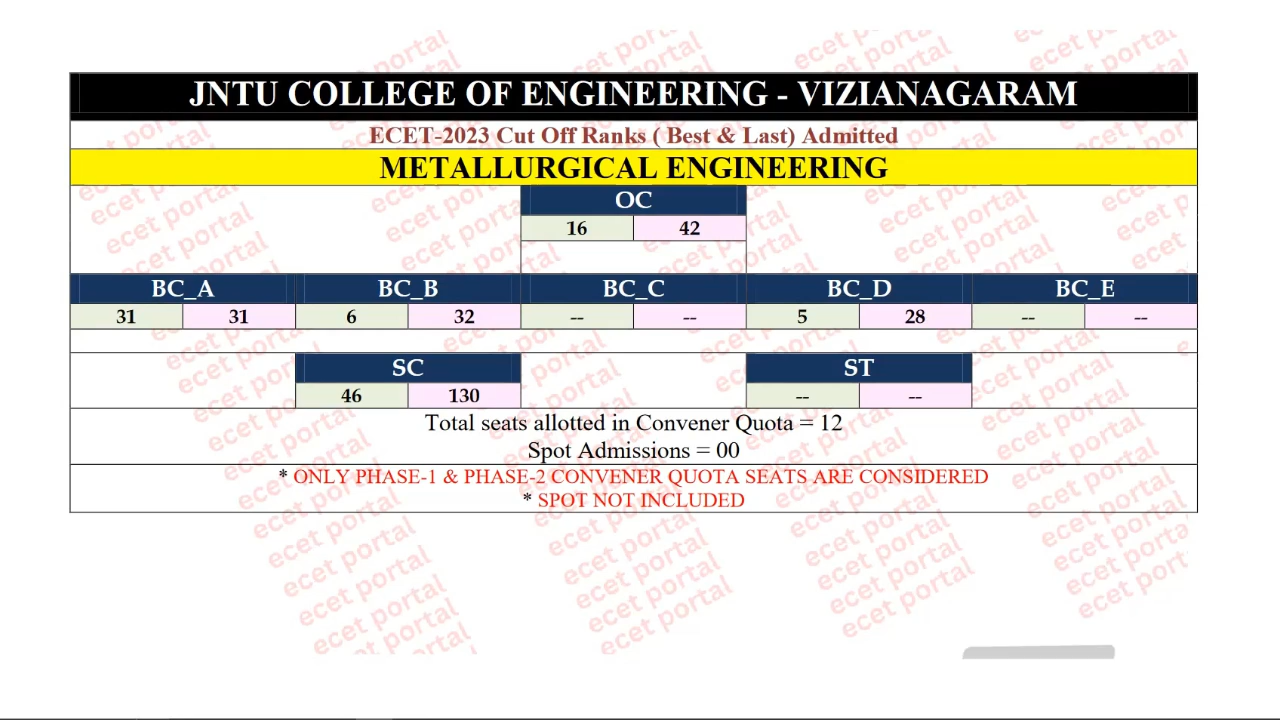 JNTU COLLEGE OF ENGINEERING - VIZIANAGARAM
ECET-2023 Cut Off Ranks ( Best & Last) Admitted
METALLURGICAL ENGINEERING
OC
16 42
BC_A BC_B BC_C BC_D BC_E
31 31 6 32 -- -- 5 28 -- --
SC ST
46 130 -- --
Total seats allotted in Convener Quota = 12
Spot Admissions = 00
* ONLY PHASE-1 & PHASE-2 CONVENER QUOTA SEATS ARE CONSIDERED
* SPOT NOT INCLUDED
ecet portal